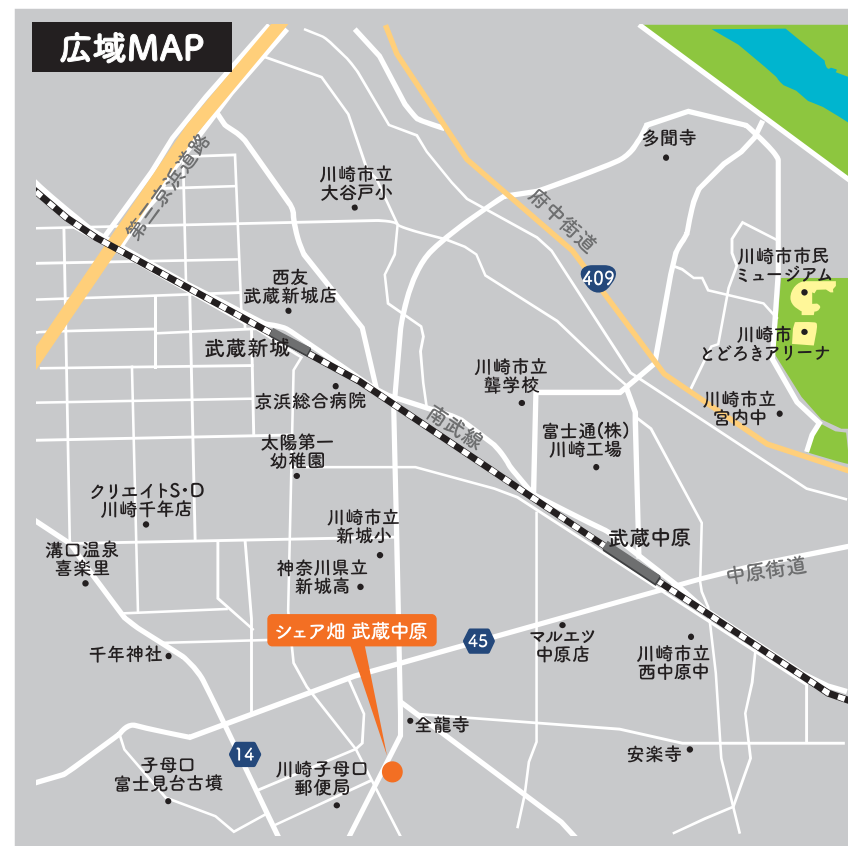 広域MAP
第三京浜道路
多聞寺
川崎市立
大谷戸小
府中街道
409
川崎市市民
ミュージアム
西友
武蔵新城店
川崎市
とどろきアリーナ
武蔵新城
川崎市立
聾学校
京浜総合病院
川崎市立
宮内中
南武線
富士通(株)
川崎工場
太陽第一
幼稚園
クリエイトS・D
川崎千年店
川崎市立
新城小
武蔵中原
溝口温泉
喜楽里
神奈川県立
新城高
中原街道
シェア畑 武蔵中原
45
マルエツ
中原店
千年神社
川崎市立
西中原中
全龍寺
14
安楽寺
子母口
富士見台古墳
川崎子母口
郵便局